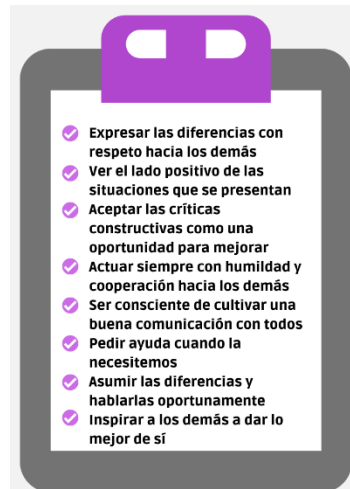 Expresar las diferencias con
respeto hacia los demás
Ver el lado positivo de las
situaciones que se presentan
Aceptar las críticas
constructivas como una
oportunidad para mejorar
Actuar siempre con humildad y
cooperación hacia los demás
Ser consciente de cultivar una
buena comunicación con todos
Pedir ayuda cuando la
necesitemos
Asumir las diferencias y
hablarlas oportunamente
Inspirar a los demás a dar lo
mejor de sí